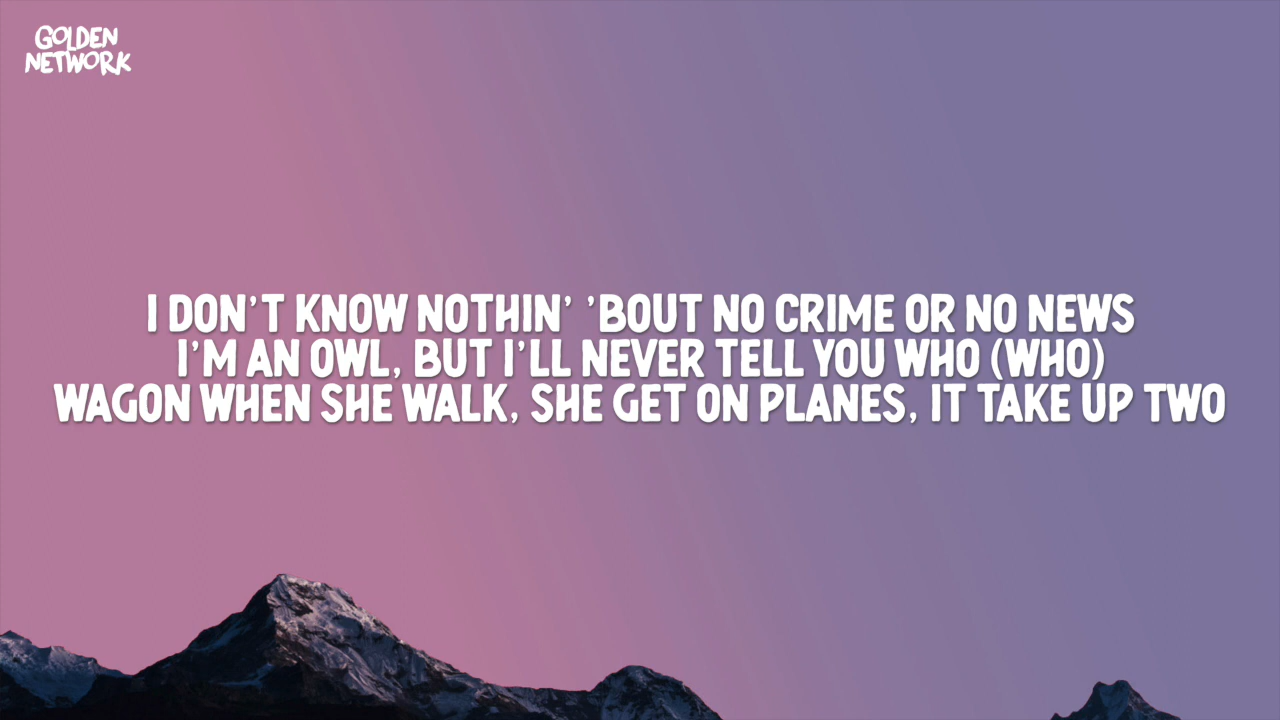 GOLDEN
NETWORK
I DON'T KNOW NOTHIN' 'BOUT NO CRIME OR NO NEWS
I'M AN OWL, BUT I'LL NEVER TELL YOU WHO (WHO)
WAGON WHEN SHE WALK, SHE GET ON PLANES, IT TAKE UP TWO